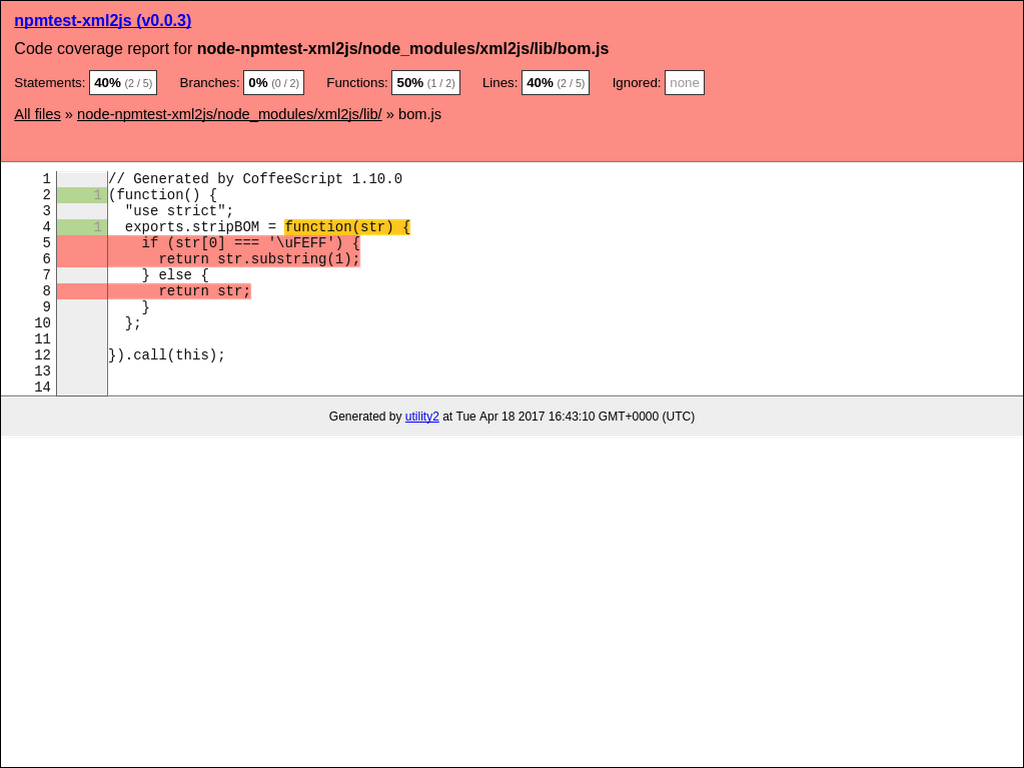 npmtest-xml2js (v0.0.3)
Code coverage report for node-npmtest-xml2js/node_modules/xml2js/lib/bom.js
Statements: 40% (2 / 5) Branches: 0% (0 / 2) Functions: 50% (1 / 2) Lines: 40% (2 / 5) Ignored: none
All files » node-npmtest-xml2js/node_modules/xml2js/lib/ » bom.js
1 // Generated by CoffeeScript 1.10.0
2 1 (function() {
3   "use strict";
4 1   exports.stripBOM = function(str) {
5     if (str[0] === '\uFEFF') {
6       return str.substring(1);
7     } else {
8       return str;
9     }
10   };
11
12 }).call(this);
13
14
Generated by utility2 at Tue Apr 18 2017 16:43:10 GMT+0000 (UTC)